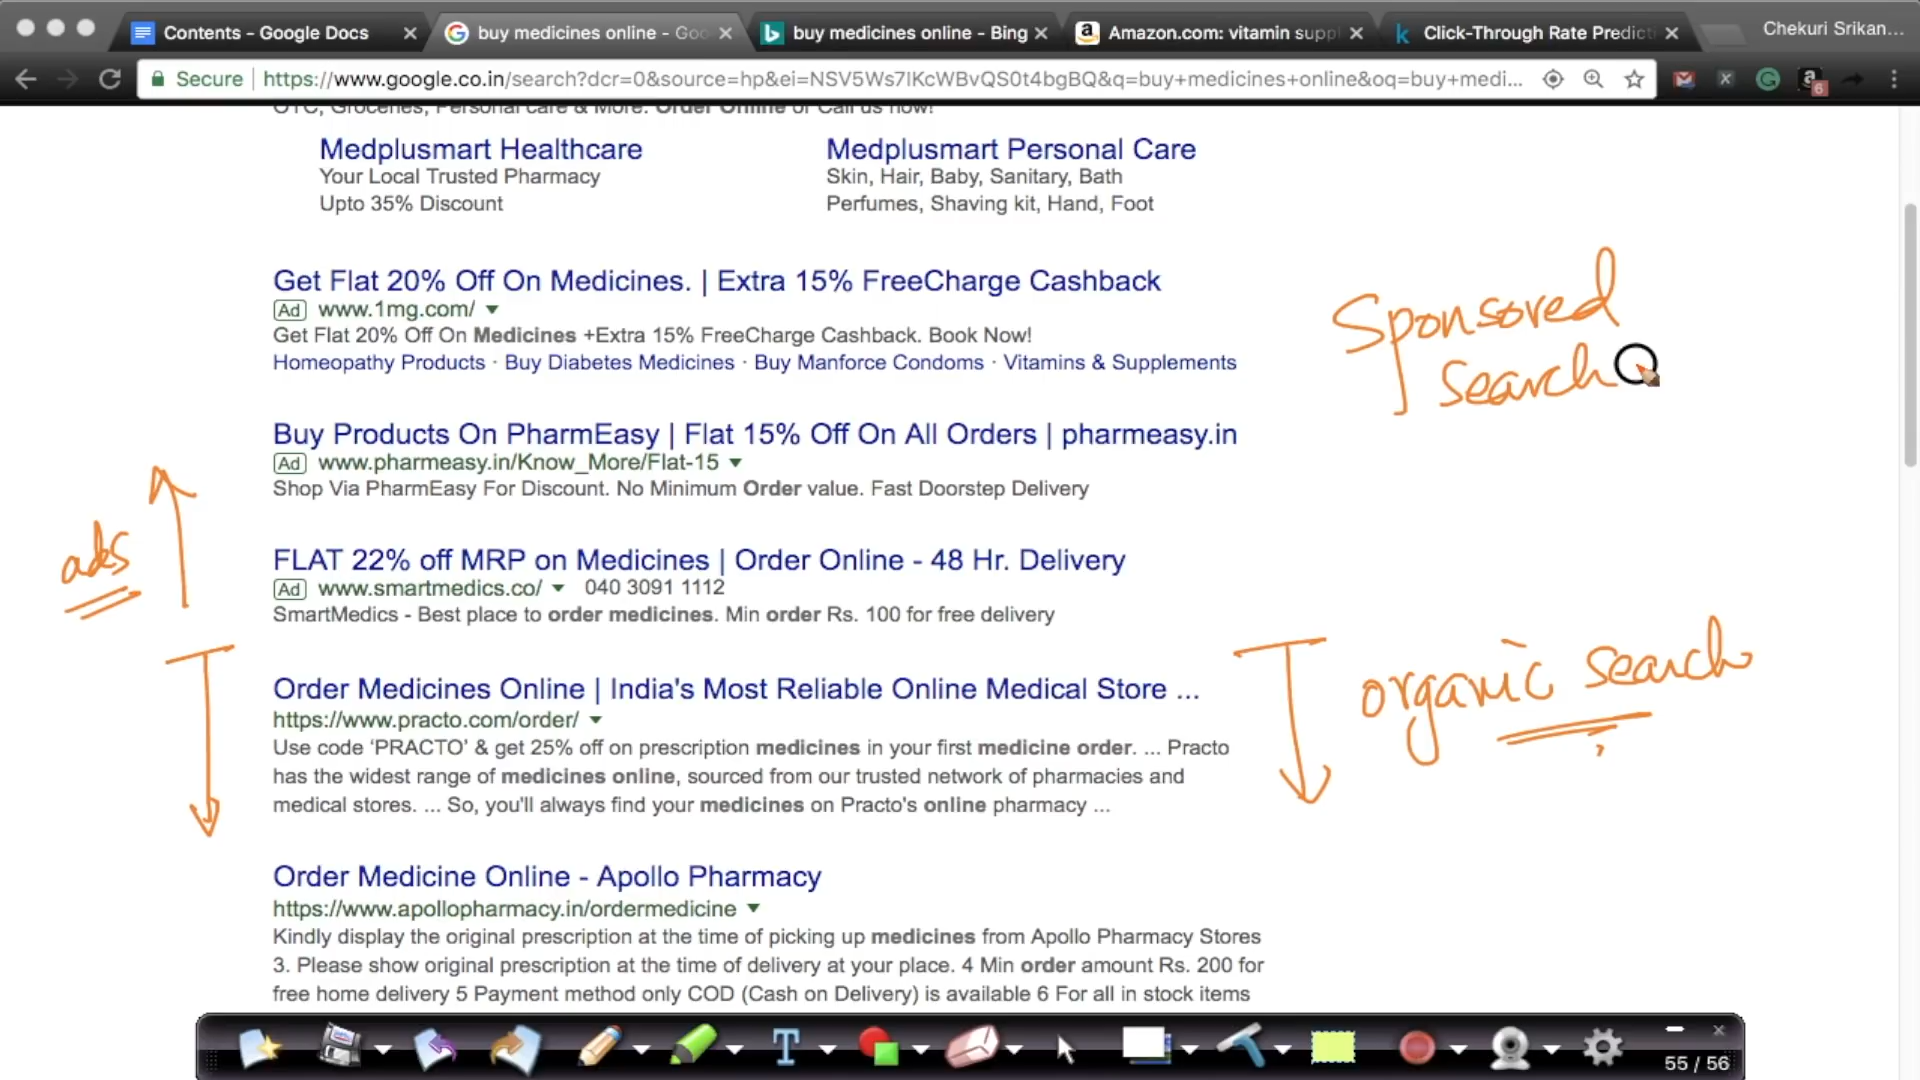 Contents - Google Docs
buy medicines online - Goo
buy medicines online - Bing
Amazon.com: vitamin supp
Click-Through Rate Predict
Chekuri Srikan...
Secure
https://www.google.co.in/search?dcr=0&source=hp&ei=NSV5Ws7IKcWBvQS0t4bgBQ&q=buy+medicines+online&oq=buy+medi...
6
OTC, Groceries, Personal care & More. Order Online or Call us now!
Medplusmart Healthcare
Your Local Trusted Pharmacy
Upto 35% Discount
Medplusmart Personal Care
Skin, Hair, Baby, Sanitary, Bath
Perfumes, Shaving kit, Hand, Foot
Get Flat 20% Off On Medicines. | Extra 15% FreeCharge Cashback
Ad www.1mg.com/
Get Flat 20% Off On Medicines +Extra 15% FreeCharge Cashback. Book Now!
Homeopathy Products · Buy Diabetes Medicines · Buy Manforce Condoms · Vitamins & Supplements
Sponsored
search
Buy Products On PharmEasy | Flat 15% Off On All Orders | pharmeasy.in
Ad www.pharmeasy.in/Know_More/Flat-15
Shop Via PharmEasy For Discount. No Minimum Order value. Fast Doorstep Delivery
ads
FLAT 22% off MRP on Medicines | Order Online - 48 Hr. Delivery
Ad www.smartmedics.co/ 040 3091 1112
SmartMedics - Best place to order medicines. Min order Rs. 100 for free delivery
organic search
Order Medicines Online | India's Most Reliable Online Medical Store ...
https://www.practo.com/order/
Use code ‘PRACTO’ & get 25% off on prescription medicines in your first medicine order. ... Practo
has the widest range of medicines online, sourced from our trusted network of pharmacies and
medical stores. ... So, you'll always find your medicines on Practo's online pharmacy ...
Order Medicine Online - Apollo Pharmacy
https://www.apollopharmacy.in/ordermedicine
Kindly display the original prescription at the time of picking up medicines from Apollo Pharmacy Stores
3. Please show original prescription at the time of delivery at your place. 4 Min order amount Rs. 200 for
free home delivery 5 Payment method only COD (Cash on Delivery) is available 6 For all in stock items
55 / 56